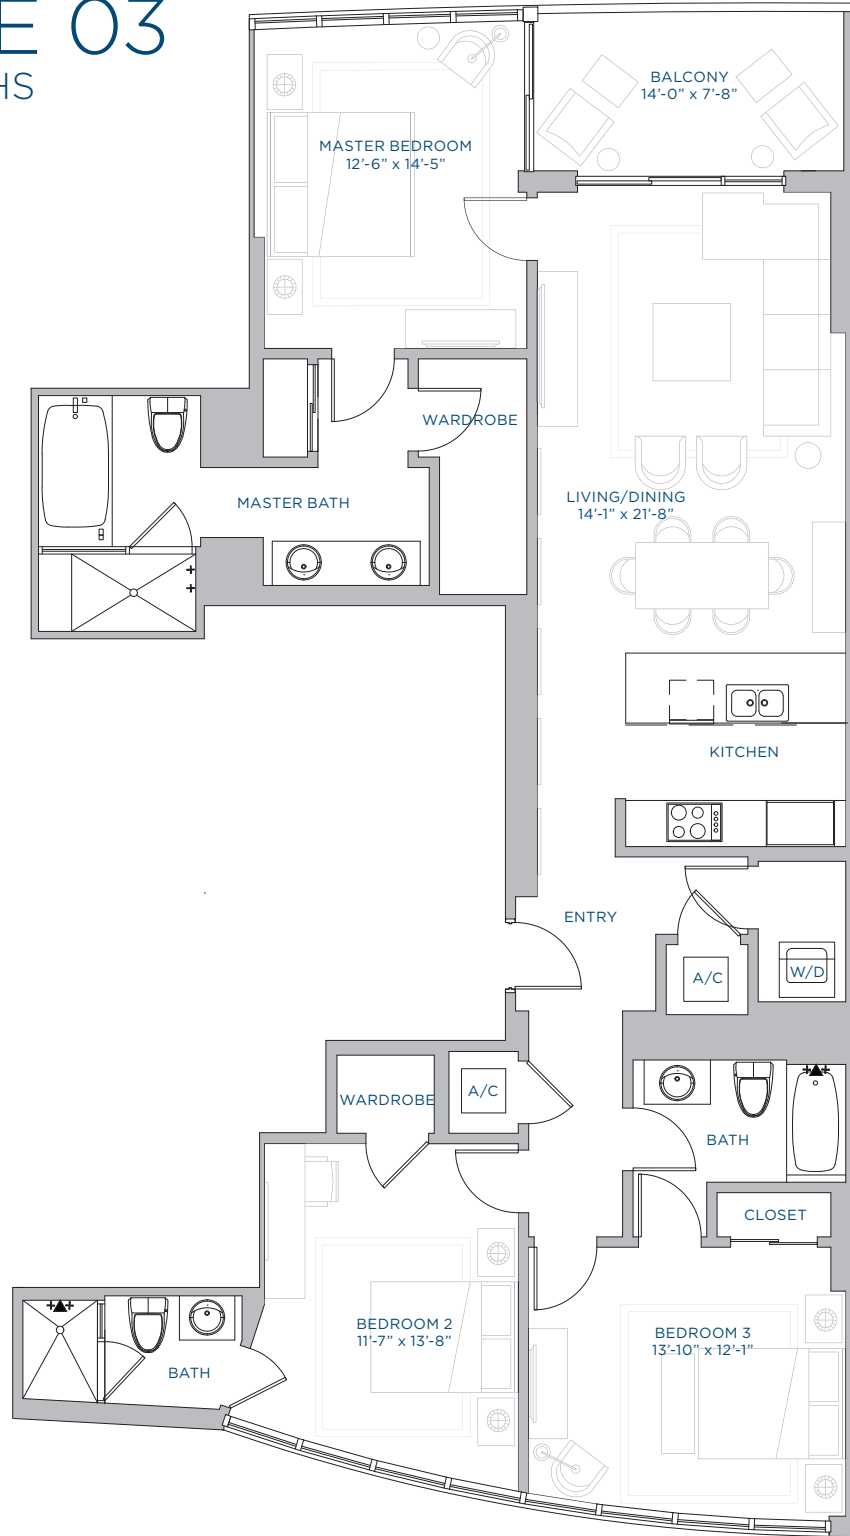 E 03
HS
BALCONY
14'-0" x 7'-8"
MASTER BEDROOM
12'-6" x 14'-5"
WARDROBE
MASTER BATH
LIVING/DINING
14'-1" x 21'-8"
KITCHEN
ENTRY
A/C
W/D
WARDROBE
A/C
BATH
CLOSET
BEDROOM 2
11'-7" x 13'-8"
BEDROOM 3
13'-10" x 12'-1"
BATH